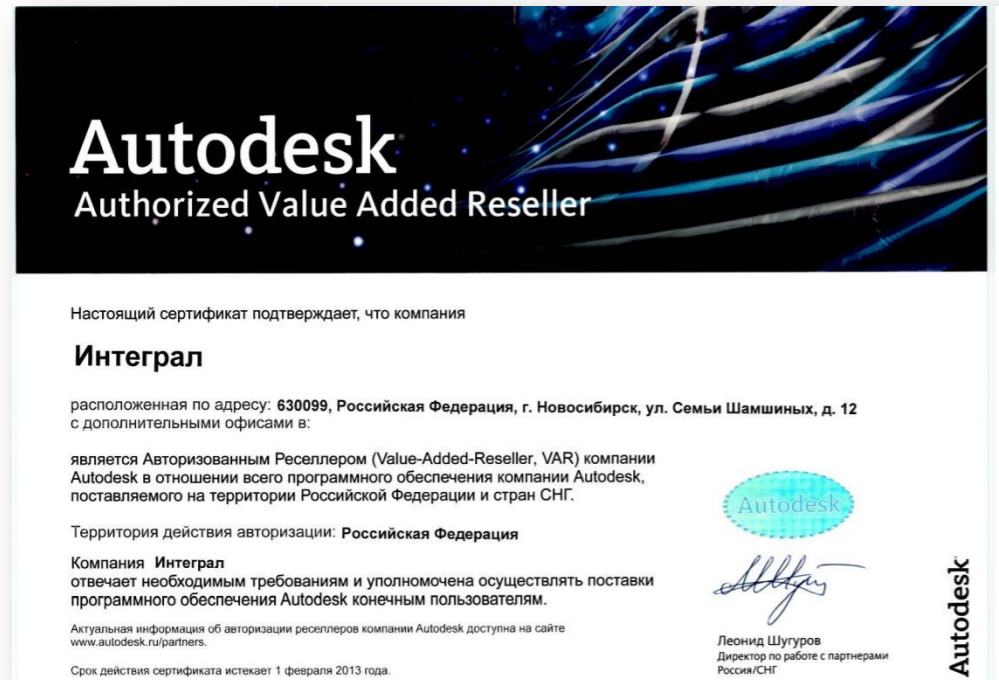 Autodesk
Authorized Value Added Reseller
Настоящий сертификат подтверждает, что компания
Интеграл
расположенная по адресу: 630099, Российская Федерация, г. Новосибирск, ул. Семьи Шамшиных, д. 12
с дополнительными офисами в:
является Авторизованным Реселлером (Value-Added-Reseller, VAR) компании
Autodesk в отношении всего программного обеспечения компании Autodesk,
поставляемого на территории Российской Федерации и стран СНГ.
Территория действия авторизации: Российская Федерация
Компания Интеграл
отвечает необходимым требованиям и уполномочена осуществлять поставки
программного обеспечения Autodesk конечным пользователям.
Актуальная информация об авторизации реселлеров компании Autodesk доступна на сайте
www.autodesk.ru/partners.
Срок действия сертификата истекает 1 февраля 2013 года.
Autodesk
Леонид Шугуров
Директор по работе с партнерами
Россия/СНГ
Autodesk